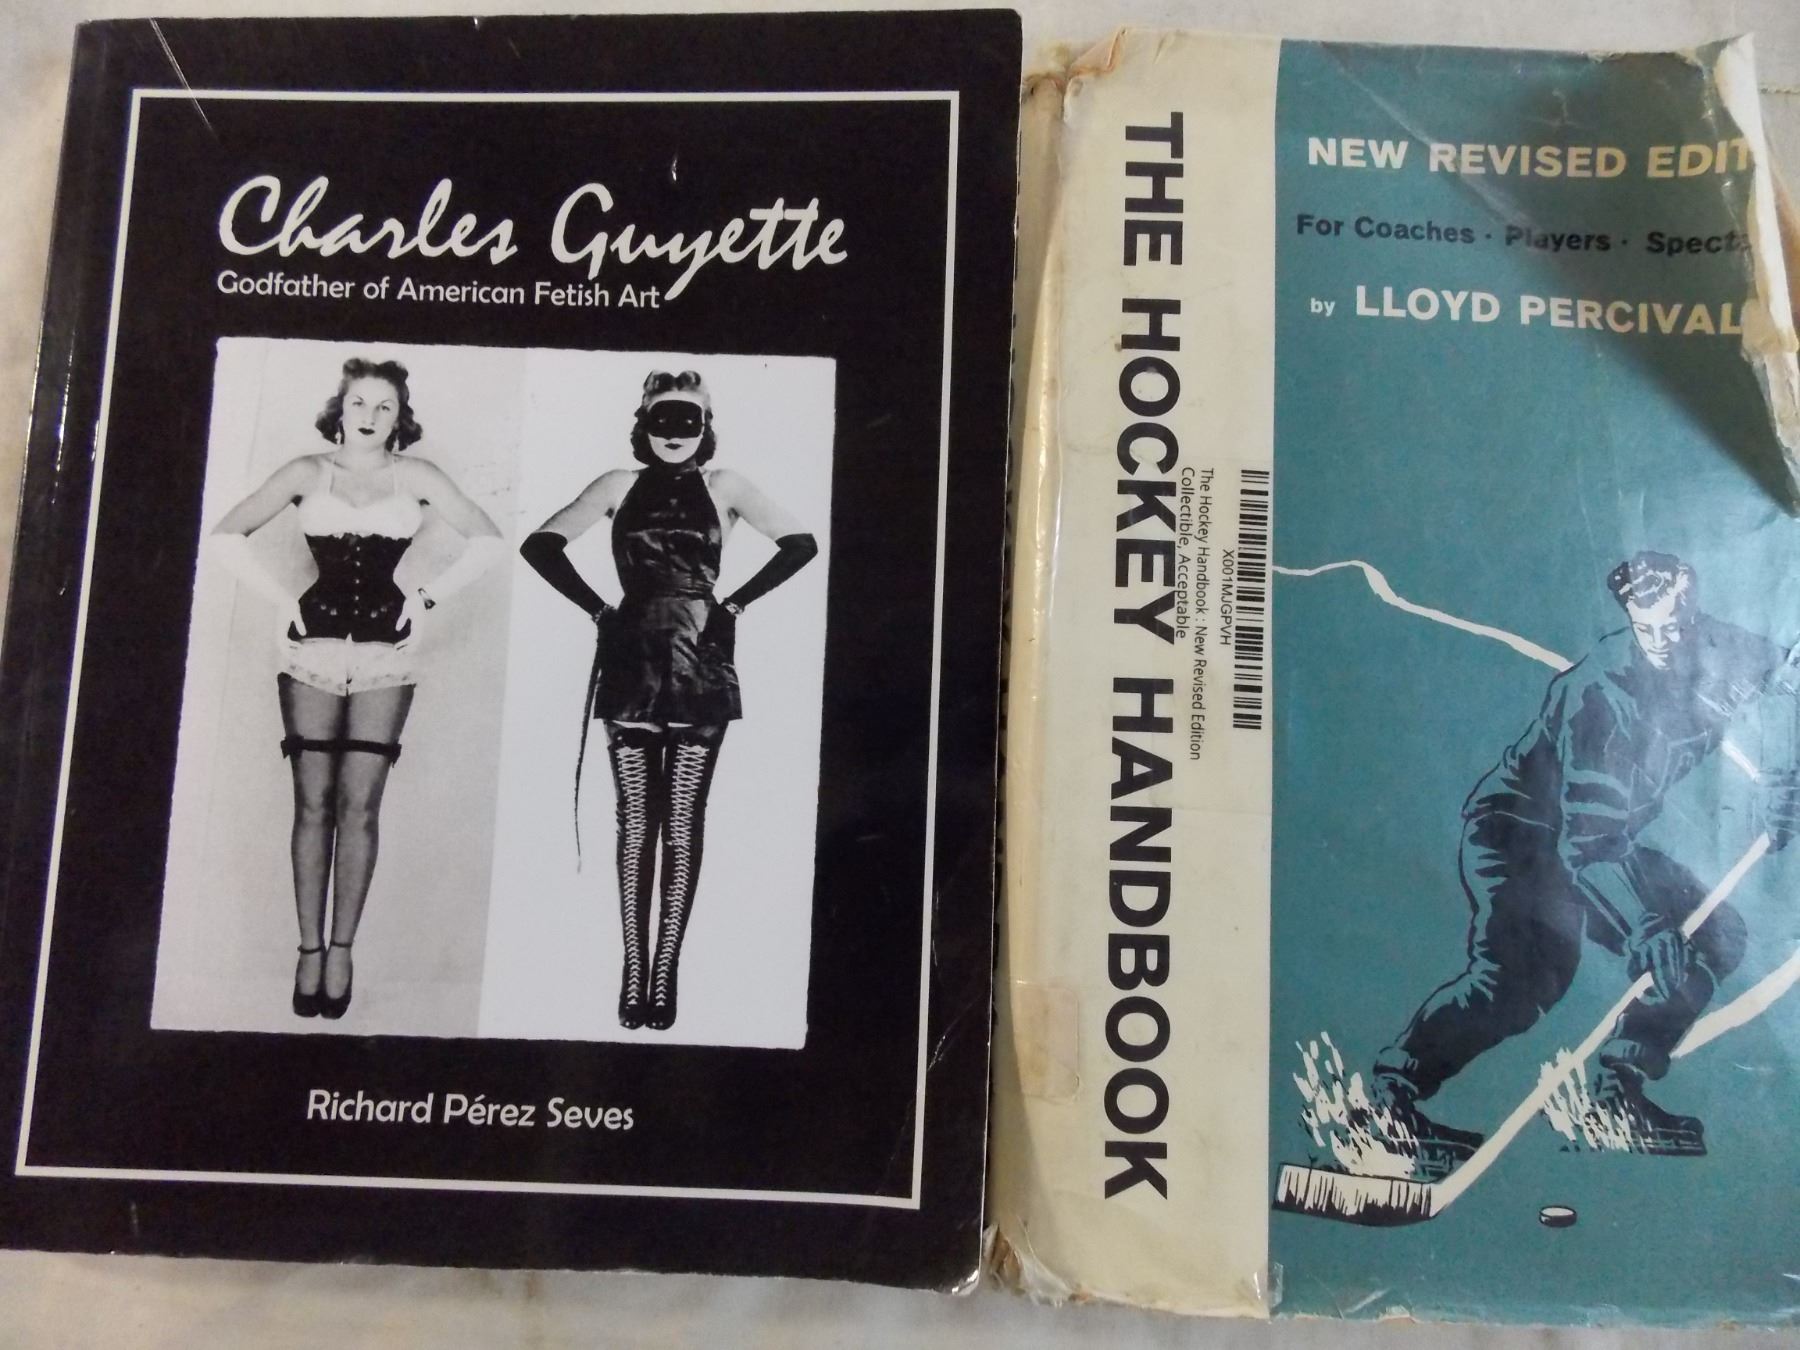 Charles Guyette
Godfather of American Fetish Art
Richard Pérez Seves
THE HOCKEY HANDBOOK
The Hockey Handbook : New Revised Edition
Collectible, Acceptable
X001MJGPVH
NEW REVISED EDIT
For Coaches · Players · Spect
by LLOYD PERCIVAL